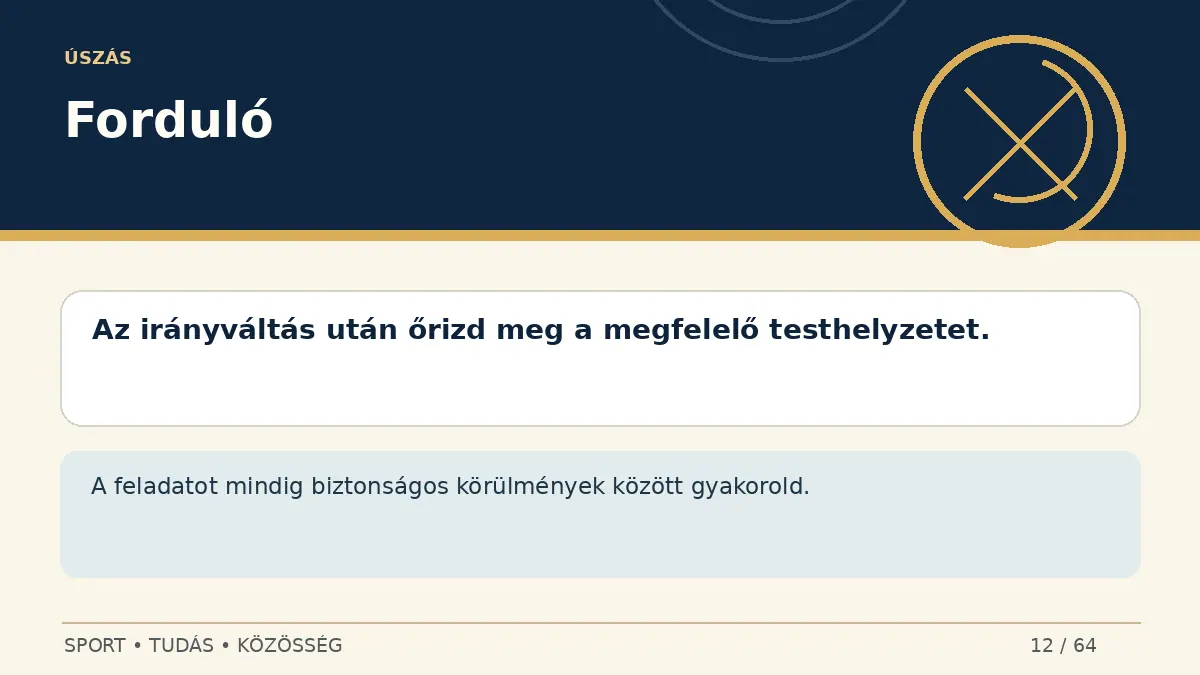 ÚSZÁS
Forduló
Az irányváltás után őrizd meg a megfelelő testhelyzetet.
A feladatot mindig biztonságos körülmények között gyakorold.
SPORT • TUDÁS • KÖZÖSSÉG
12 / 64